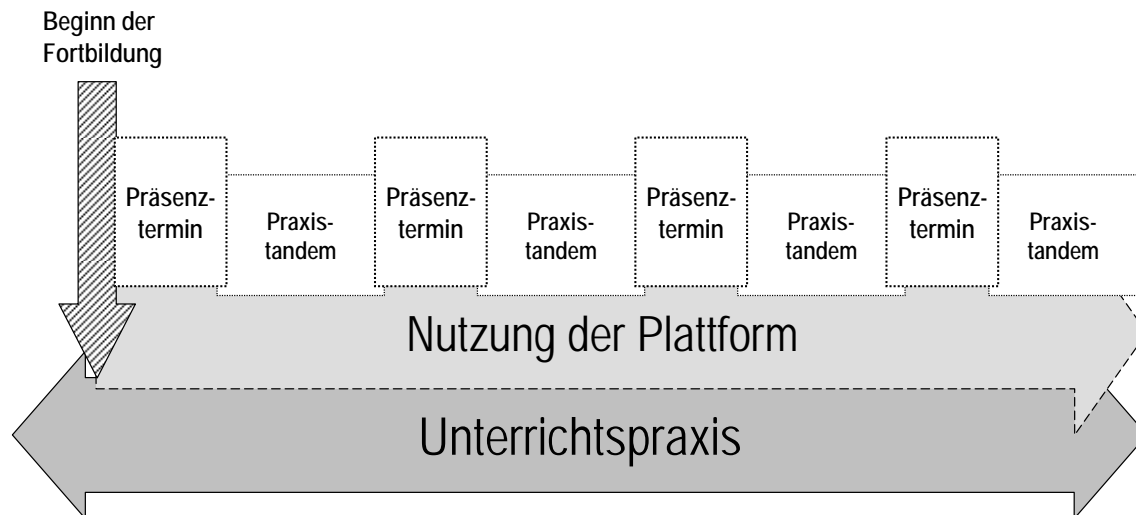 Beginn der
Fortbildung
Präsenz-
termin
Praxis-
tandem
Präsenz-
termin
Praxis-
tandem
Präsenz-
termin
Praxis-
tandem
Präsenz-
termin
Praxis-
tandem
Nutzung der Plattform
Unterrichtspraxis